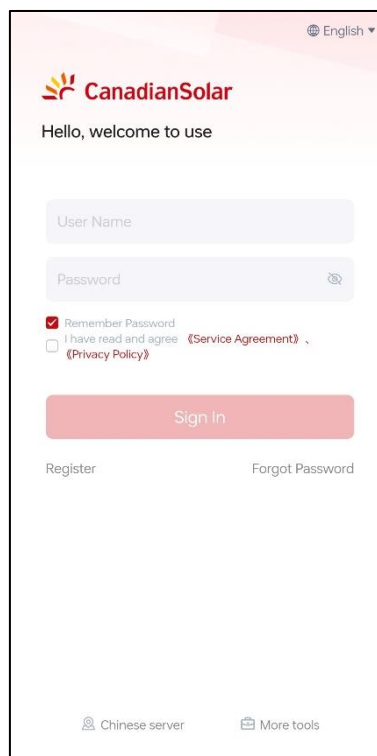 English
CanadianSolar
Hello, welcome to use
User Name
Password
Remember Password
I have read and agree 《Service Agreement》 、
《Privacy Policy》
Sign In
Register Forgot Password
Chinese server More tools